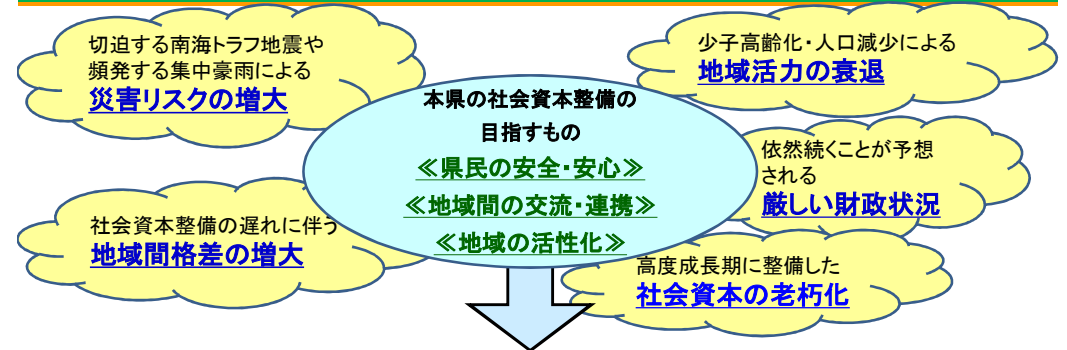 切迫する南海トラフ地震や
頻発する集中豪雨による
災害リスクの増大
少子高齢化・人口減少による
地域活力の衰退
本県の社会資本整備の
目指すもの
≪県民の安全・安心≫
≪地域間の交流・連携≫
≪地域の活性化≫
依然続くことが予想
される
厳しい財政状況
社会資本整備の遅れに伴う
地域間格差の増大
高度成長期に整備した
社会資本の老朽化